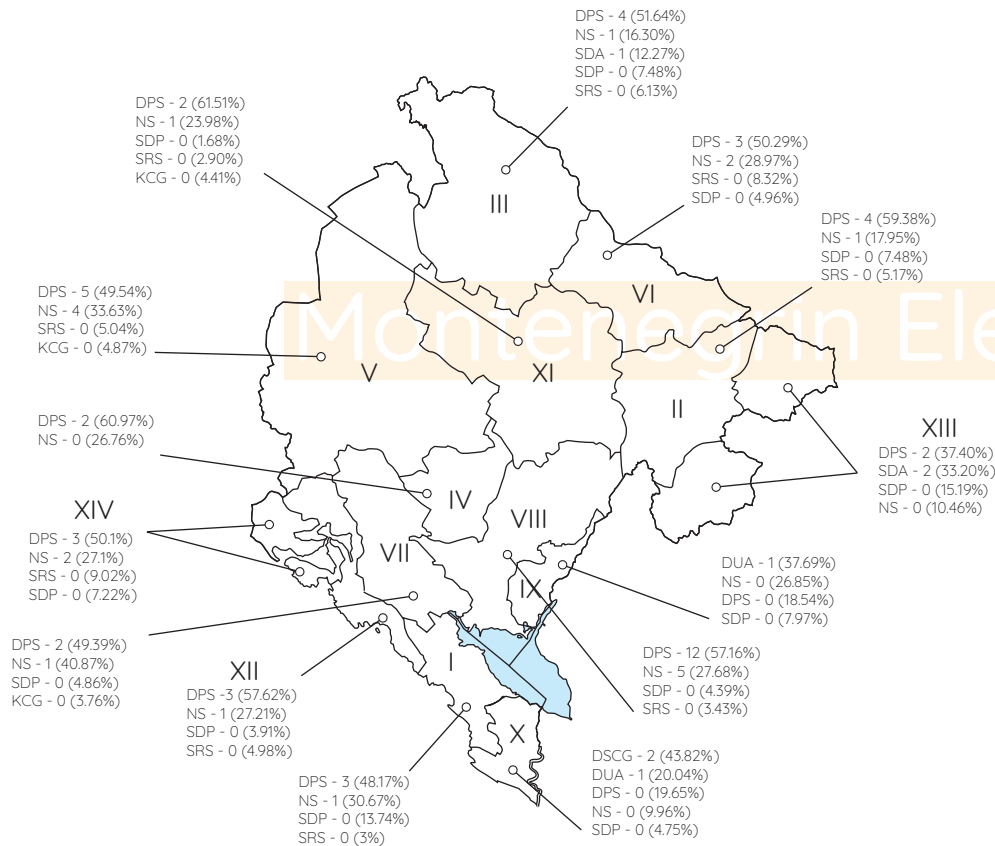 DPS - 4 (51.64%)
NS - 1 (16.30%)
SDA - 1 (12.27%)
SDP - 0 (7.48%)
SRS - 0 (6.13%)
DPS - 2 (61.51%)
NS - 1 (23.98%)
SDP - 0 (1.68%)
SRS - 0 (2.90%)
KCG - 0 (4.41%)
DPS - 3 (50.29%)
NS - 2 (28.97%)
SRS - 0 (8.32%)
SDP - 0 (4.96%)
III
DPS - 4 (59.38%)
NS - 1 (17.95%)
SDP - 0 (7.48%)
SRS - 0 (5.17%)
VI
DPS - 5 (49.54%)
NS - 4 (33.63%)
SRS - 0 (5.04%)
KCG - 0 (4.87%)
Montenegrin Ele
V
XI
II
DPS - 2 (60.97%)
NS - 0 (26.76%)
XIII
DPS - 2 (37.40%)
SDA - 2 (33.20%)
SDP - 0 (15.19%)
NS - 0 (10.46%)
IV
VIII
XIV
DPS - 3 (50.1%)
NS - 2 (27.1%)
SRS - 0 (9.02%)
SDP - 0 (7.22%)
VII
IX
DUA - 1 (37.69%)
NS - 0 (26.85%)
DPS - 0 (18.54%)
SDP - 0 (7.97%)
DPS - 2 (49.39%)
NS - 1 (40.87%)
SDP - 0 (4.86%)
KCG - 0 (3.76%)
XII
DPS -3 (57.62%)
NS - 1 (27.21%)
SDP - 0 (3.91%)
SRS - 0 (4.98%)
I
DPS - 12 (57.16%)
NS - 5 (27.68%)
SDP - 0 (4.39%)
SRS - 0 (3.43%)
X
DPS - 3 (48.17%)
NS - 1 (30.67%)
SDP - 0 (13.74%)
SRS - 0 (3%)
DSCG - 2 (43.82%)
DUA - 1 (20.04%)
DPS - 0 (19.65%)
NS - 0 (9.96%)
SDP - 0 (4.75%)